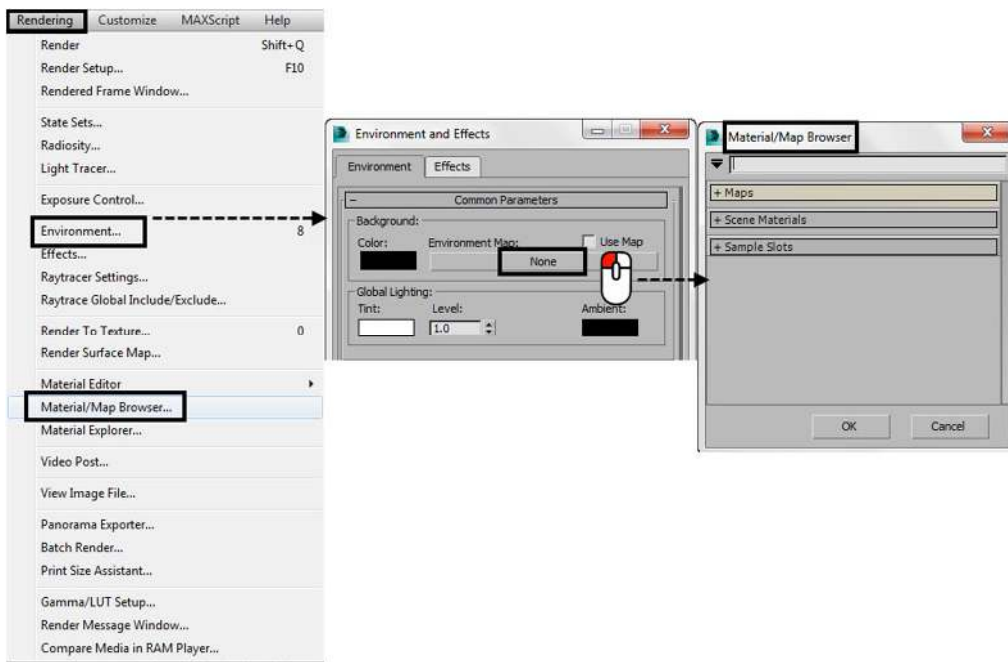 Rendering Customize MAXScript Help
Render Shift+Q
Render Setup... F10
Rendered Frame Window...
State Sets...
Radiosity...
Light Tracer...
Exposure Control...
Environment... 8
Effects...
Raytracer Settings...
Raytrace Global Include/Exclude...
Render To Texture... 0
Render Surface Map...
Material Editor
Material/Map Browser...
Material Explorer...
Video Post...
View Image File...
Panorama Exporter...
Batch Render...
Print Size Assistant...
Gamma/LUT Setup...
Render Message Window...
Compare Media in RAM Player...
Environment and Effects
Environment Effects
- Common Parameters
Background:
Color: Environment Map: Use Map
None
Global Lighting:
Tint: Level: Ambient:
1.0
Material/Map Browser
+ Maps
+ Scene Materials
+ Sample Slots
OK Cancel